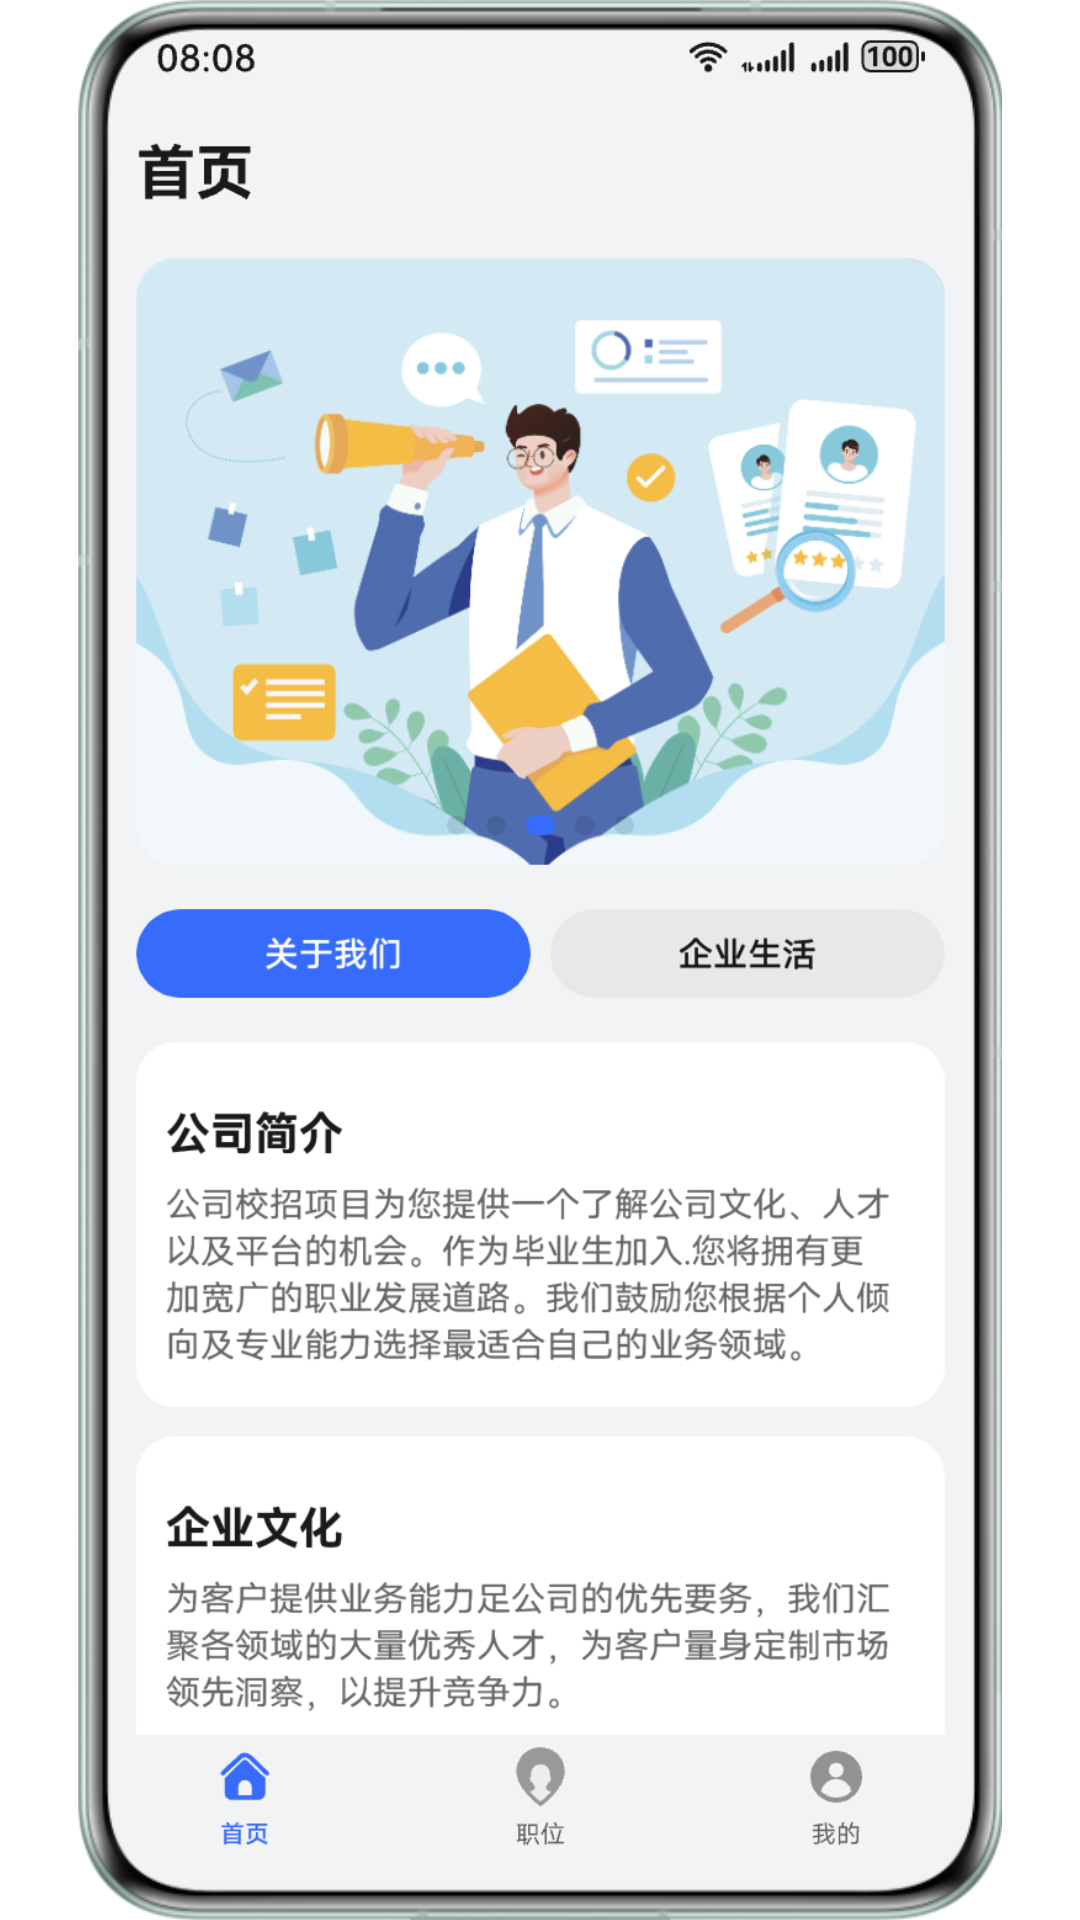 08:08
100
首页
关于我们
企业生活
公司简介
公司校招项目为您提供一个了解公司文化、人才
以及平台的机会。作为毕业生加入.您将拥有更
加宽广的职业发展道路。我们鼓励您根据个人倾
向及专业能力选择最适合自己的业务领域。
企业文化
为客户提供业务能力足公司的优先要务，我们汇
聚各领域的大量优秀人才，为客户量身定制市场
领先洞察，以提升竞争力。
首页
职位
我的